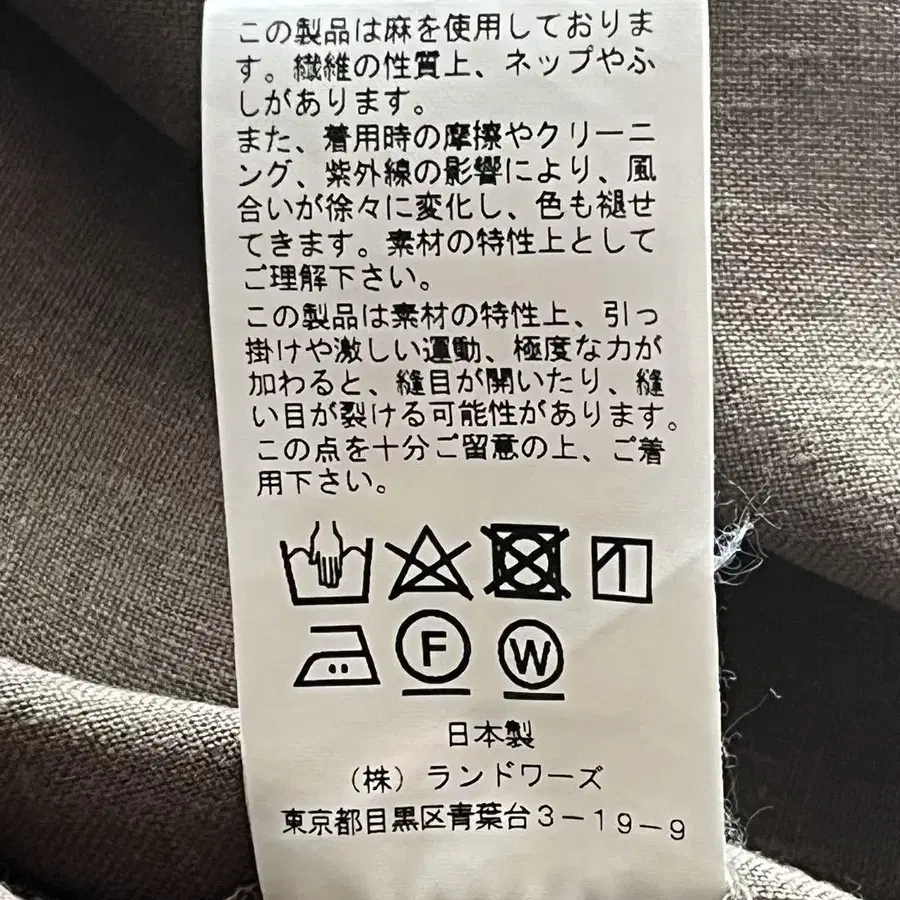 この製品は麻を使用しておりま
す。繊維の性質上、ネップやふ
しがあります。
また、着用時の摩擦やクリーニ
ング、紫外線の影響により、風
合いが徐々に変化し、色も褪せ
てきます。素材の特性上として
ご理解下さい。
この製品は素材の特性上、引っ
掛けや激しい運動、極度な力が
加わると、縫目が開いたり、縫
い目が裂ける可能性があります。
この点を十分ご留意の上、ご着
用下さい。
F W
日本製
（株）ランドワーズ
東京都目黒区青葉台３－１９－９